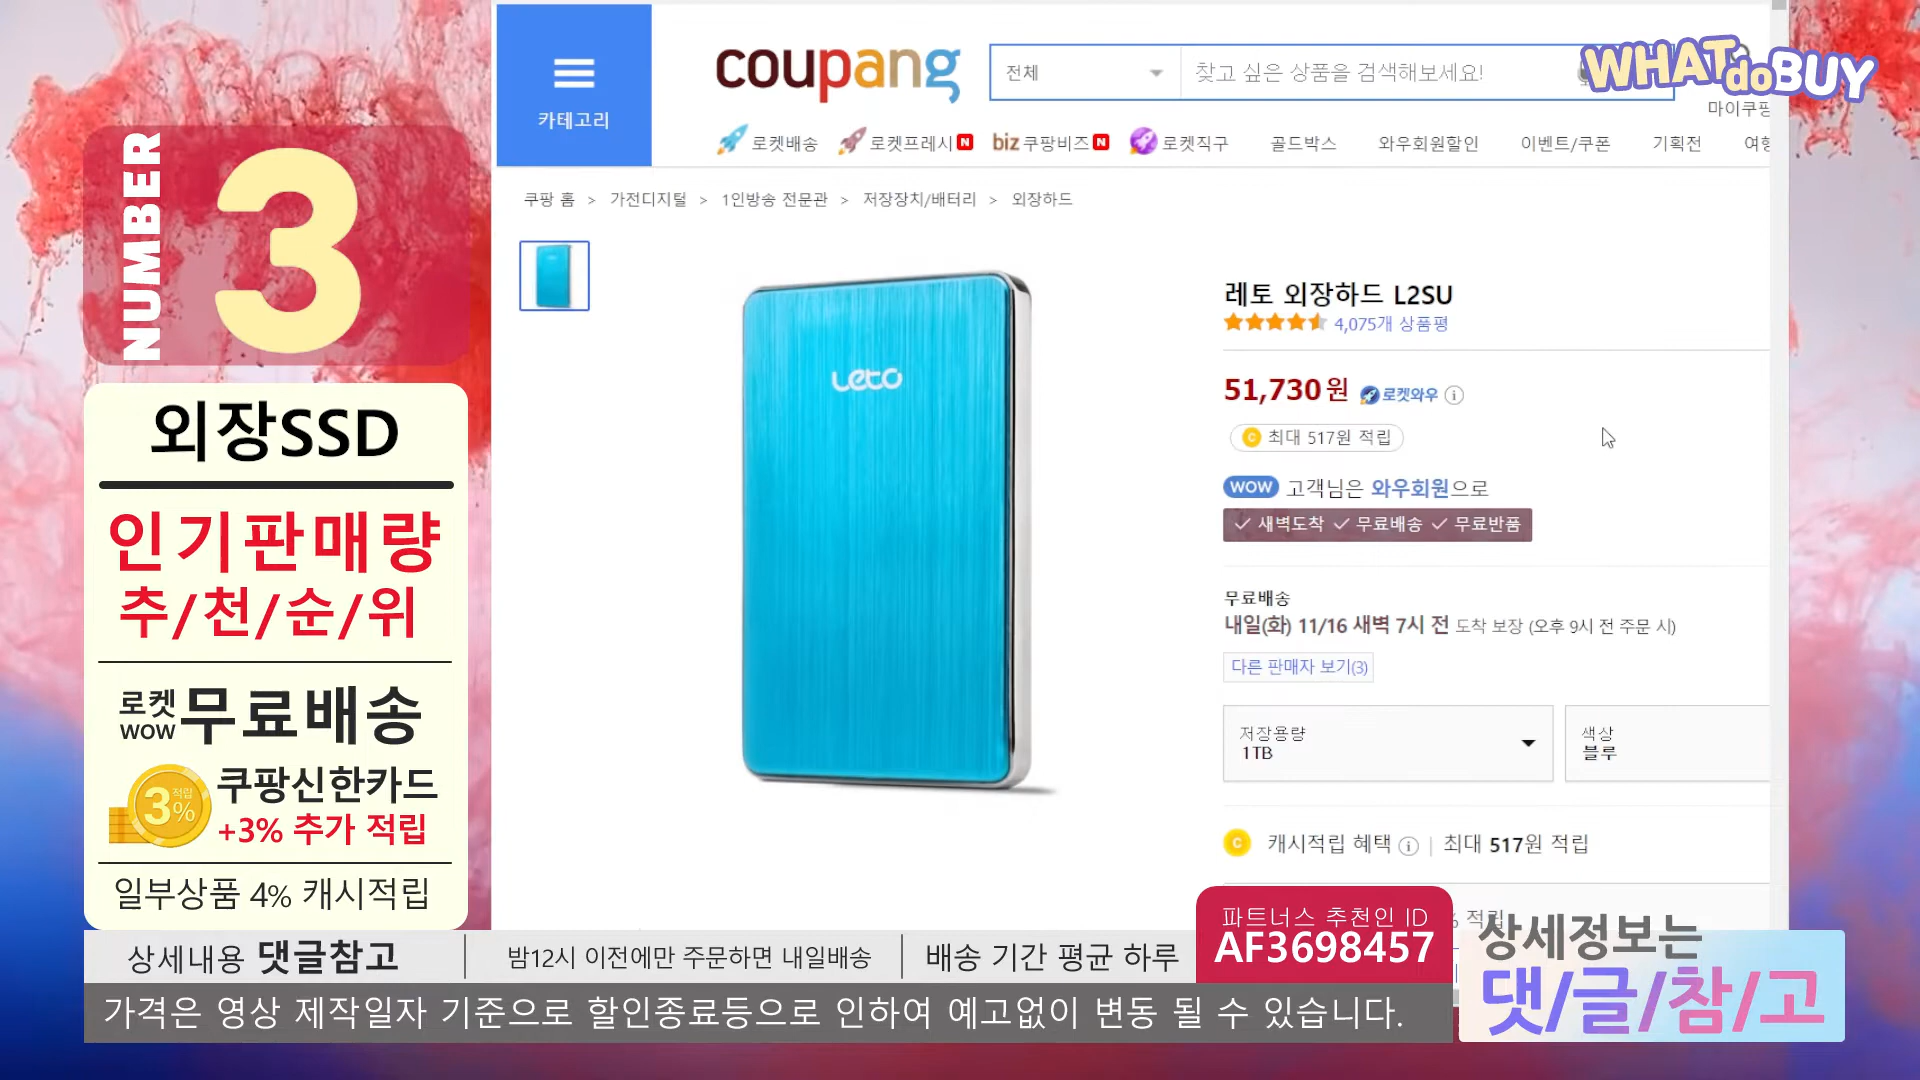 NUMBER
3
외장SSD
인기판매량
추/천/순/위
로켓
WOW
무료배송
3%
적립
쿠팡신한카드
+3% 추가 적립
일부상품 4% 캐시적립
카테고리
coupang
전체
찾고 싶은 상품을 검색해보세요!
WHAT do BUY
마이쿠팡
로켓배송
로켓프레시 N
biz 쿠팡비즈 N
로켓직구
골드박스
와우회원할인
이벤트/쿠폰
기획전
쿠팡 홈 > 가전디지털 > 1인방송 전문관 > 저장장치/배터리 > 외장하드
Leto
레토 외장하드 L2SU
4,075개 상품평
51,730원 로켓와우 i
C 최대 517원 적립
WOW 고객님은 와우회원으로
새벽도착 무료배송 무료반품
무료배송
내일(화) 11/16 새벽 7시 전 도착 보장 (오후 9시 전 주문 시)
다른 판매자 보기(3)
저장용량
1TB
색상
블루
C 캐시적립 혜택 i | 최대 517원 적립
% 적립
상세내용 댓글참고
밤12시 이전에만 주문하면 내일배송
배송 기간 평균 하루
파트너스 추천인 ID
AF3698457
상세정보는
댓/글/참/고
가격은 영상 제작일자 기준으로 할인종료등으로 인하여 예고없이 변동 될 수 있습니다.